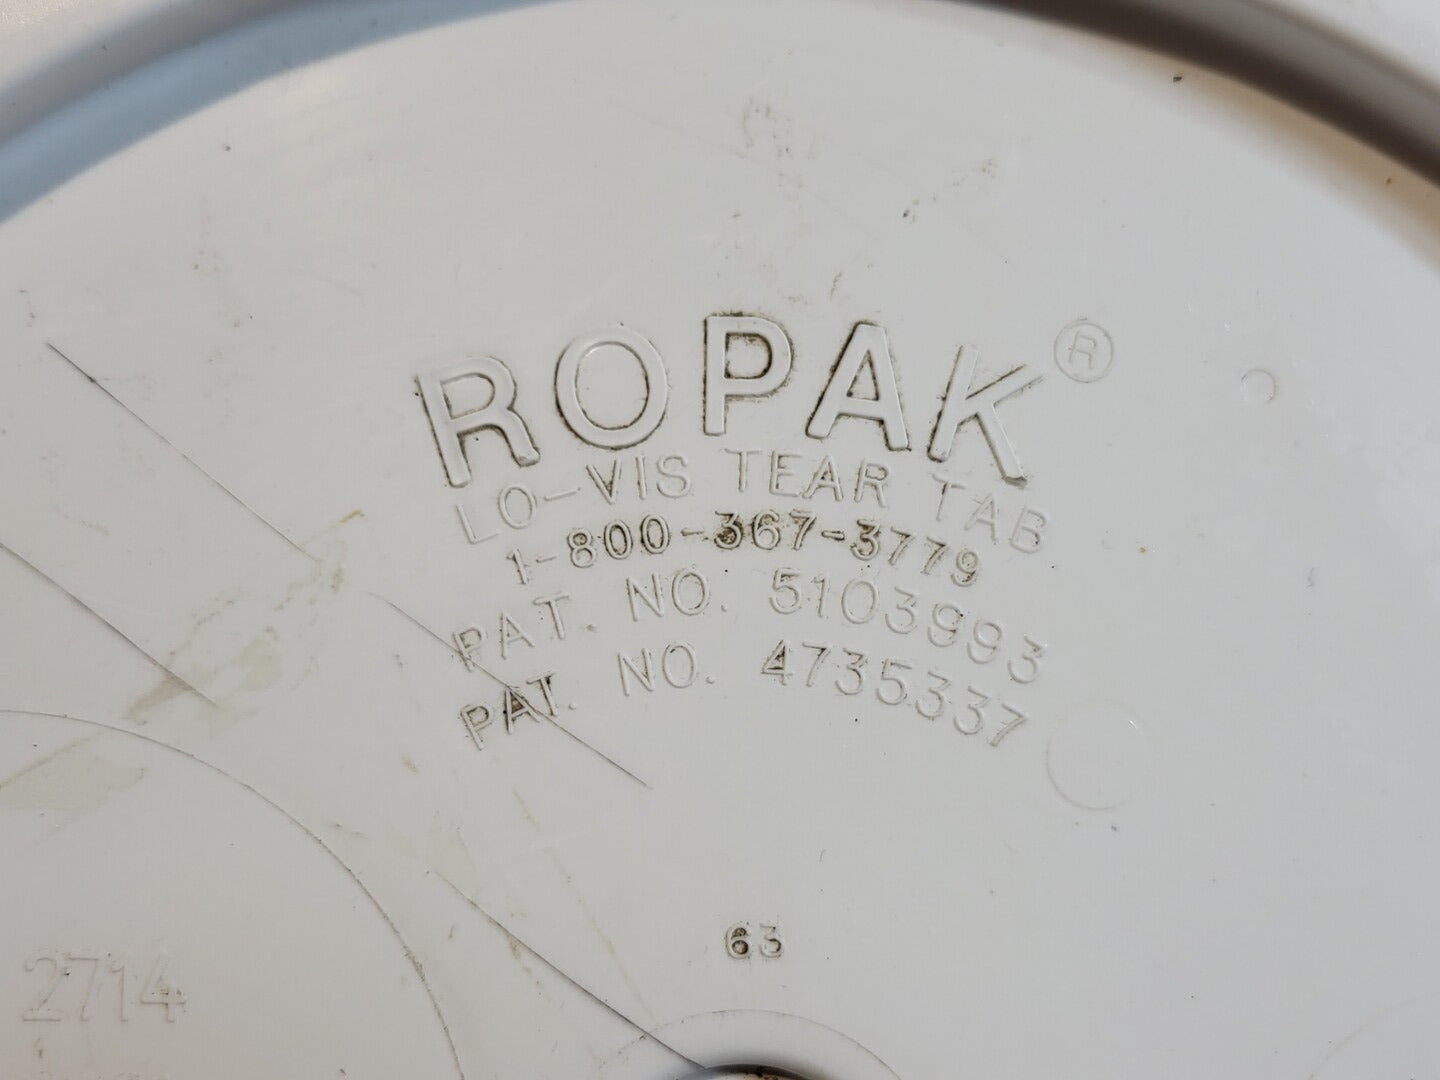 ROPAK®
LO-VIS TEAR TAB
1-800-367-3779
PAT. NO. 5103993
PAT. NO. 4735337
63
2714